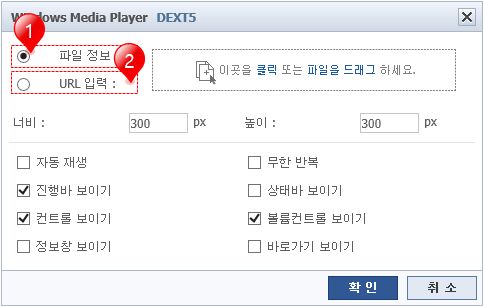 Windows Media Player DEXT5
1
파일 정보
2
URL 입력 :
이곳을 클릭 또는 파일을 드래그 하세요.
너비 : 300 px 높이 : 300 px
자동 재생 무한 반복
진행바 보이기 상태바 보이기
컨트롤 보이기 볼륨컨트롤 보이기
정보창 보이기 바로가기 보이기
확 인 취 소